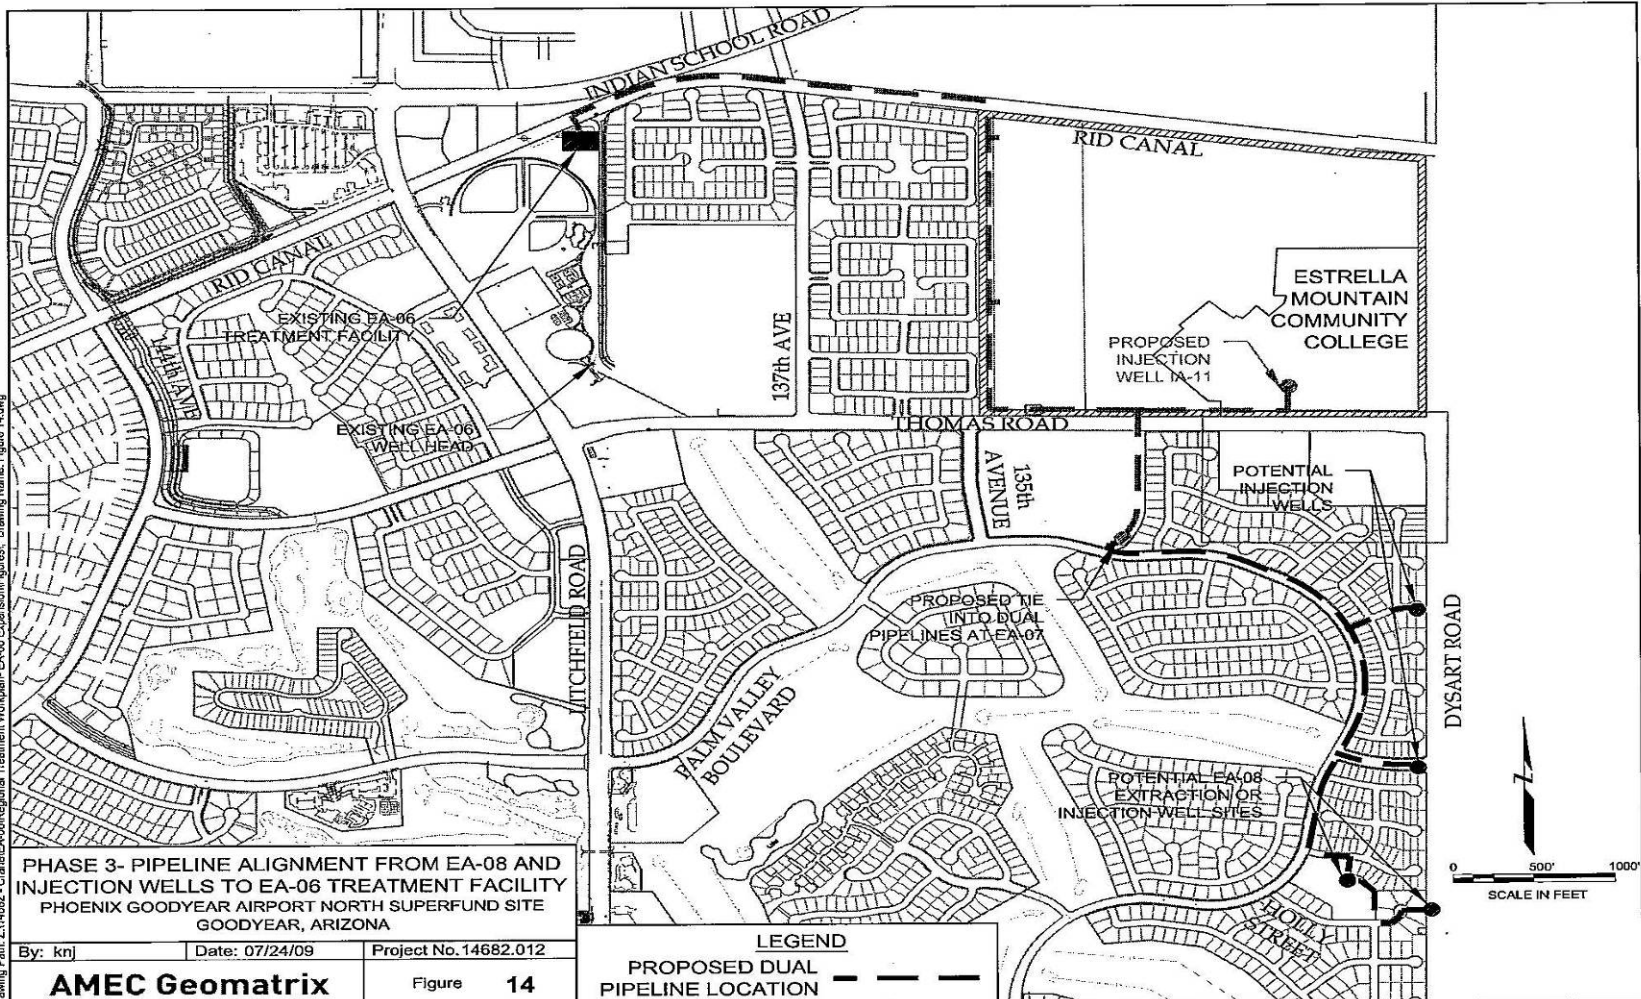 INDIAN SCHOOL ROAD
RID CANAL
RID CANAL
ESTRELLA
MOUNTAIN
COMMUNITY
COLLEGE
EXISTING EA-06
TREATMENT FACILITY
144th AVE
137th AVE
PROPOSED
INJECTION
WELL IA-11
EXISTING EA-06
WELL HEAD
THOMAS ROAD
135th
AVENUE
POTENTIAL
INJECTION
WELLS
LITCHFIELD ROAD
PROPOSED TIE
INTO DUAL
PIPELINES AT EA-07
DYSART ROAD
PALM VALLEY
BOULEVARD
POTENTIAL EA-08
EXTRACTION OR
INJECTION WELL SITES
HOLLY
STREET
Z
0 500' 1000'
SCALE IN FEET
PHASE 3- PIPELINE ALIGNMENT FROM EA-08 AND
INJECTION WELLS TO EA-06 TREATMENT FACILITY
PHOENIX GOODYEAR AIRPORT NORTH SUPERFUND SITE
GOODYEAR, ARIZONA
By: knj Date: 07/24/09 Project No. 14682.012
AMEC Geomatrix Figure 14
LEGEND
PROPOSED DUAL
PIPELINE LOCATION